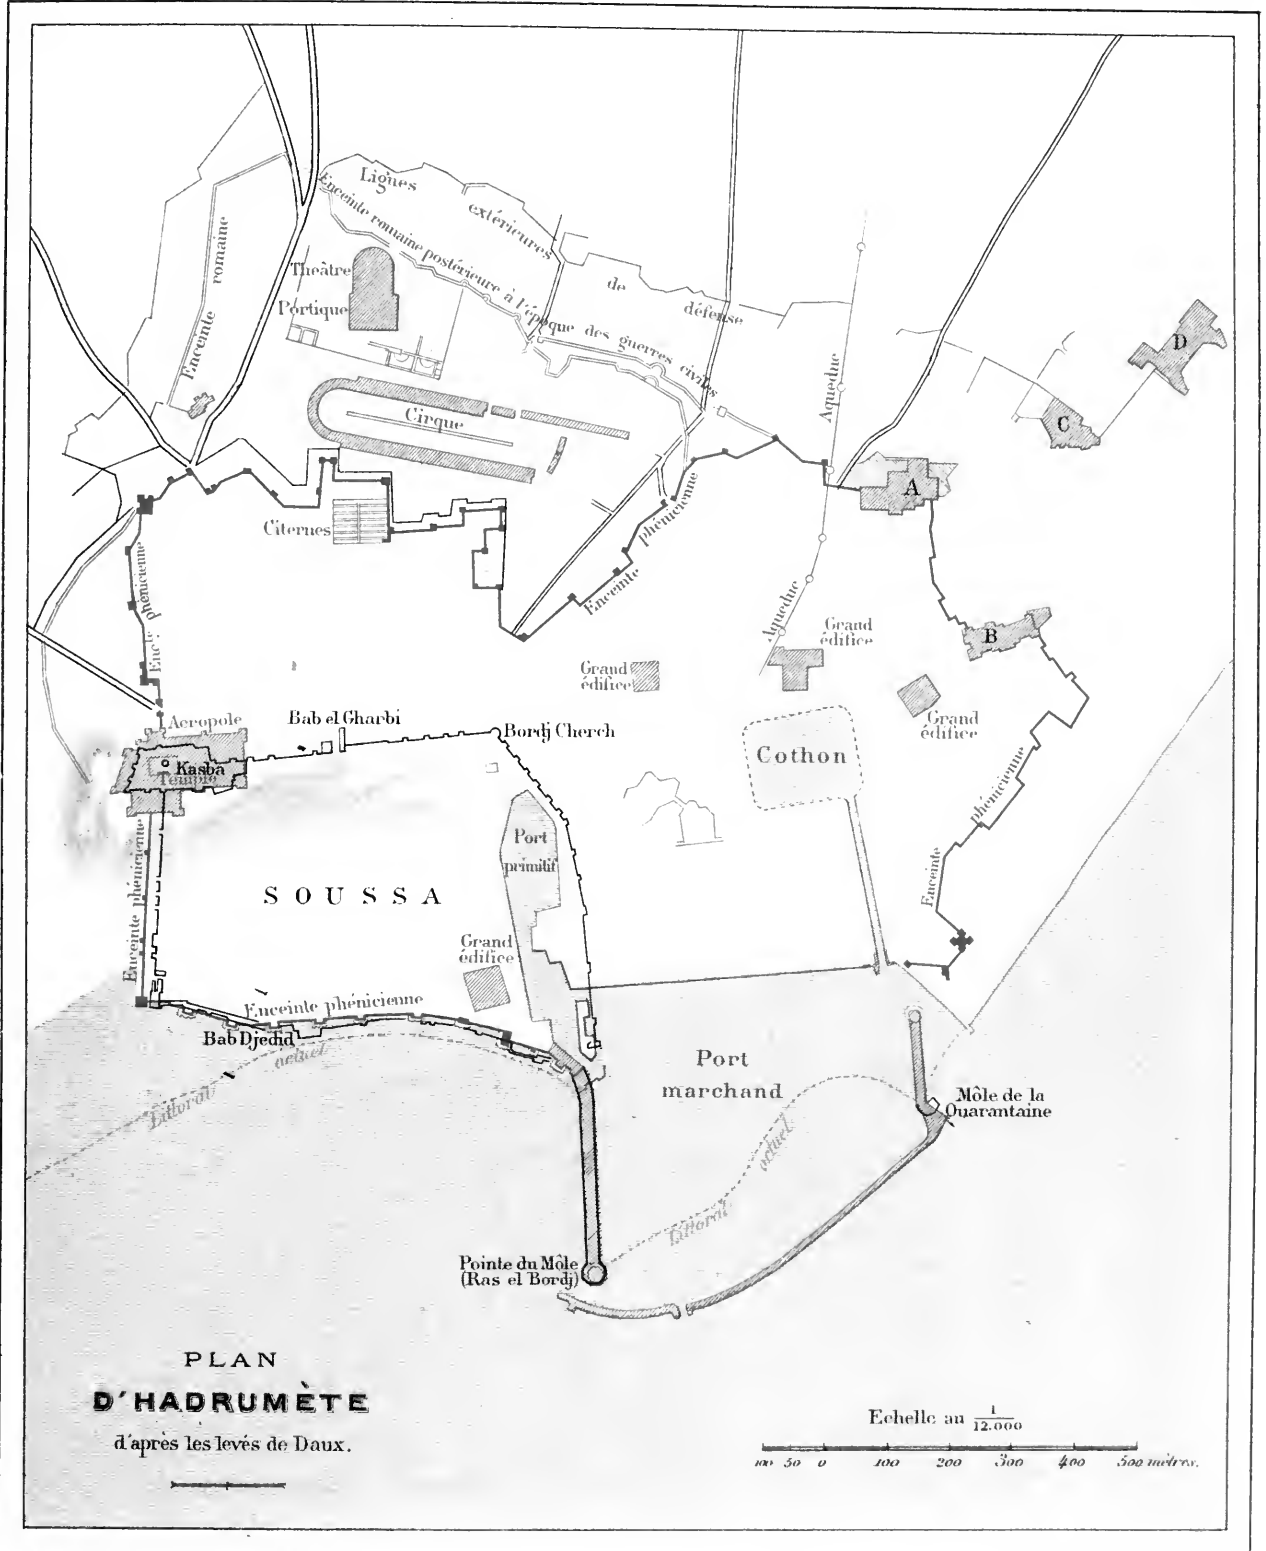 Lignes
extérieures
de
défense
Enceinte romaine postérieure à l'époque des guerres civiles
Enceinte romaine
Théâtre
Portique
Cirque
Aqueduc
D
C
A
Citernes
Enceinte phénicienne
Encte phénicienne
Aqueduc
Grand
édifice
B
Grand
édifice
Grand
édifice
Acropole
Bab el Gharbi
Bordj Cherch
Kasba
Temple
Cothon
Enceinte phénicienne
Port
primitif
SOUSSA
Enceinte phénicienne
Grand
édifice
Enceinte phénicienne
Bab Djedid
Littoral actuel
Port
marchand
Môle de la
Quarantaine
Littoral actuel
Pointe du Môle
(Ras el Bordj)
PLAN
D'HADRUMÈTE
d'après les levés de Daux.
Echelle au 1/12.000
100 50 0 100 200 300 400 500 mètres.